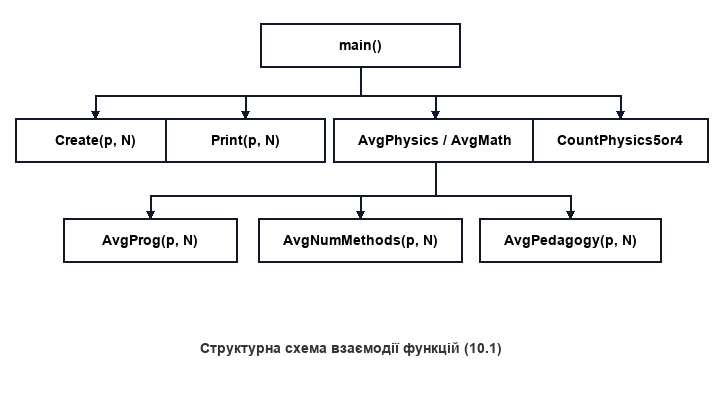 main()
Create(p, N)
Print(p, N)
AvgPhysics / AvgMath
CountPhysics5or4
AvgProg(p, N)
AvgNumMethods(p, N)
AvgPedagogy(p, N)
Структурна схема взаємодії функцій (10.1)